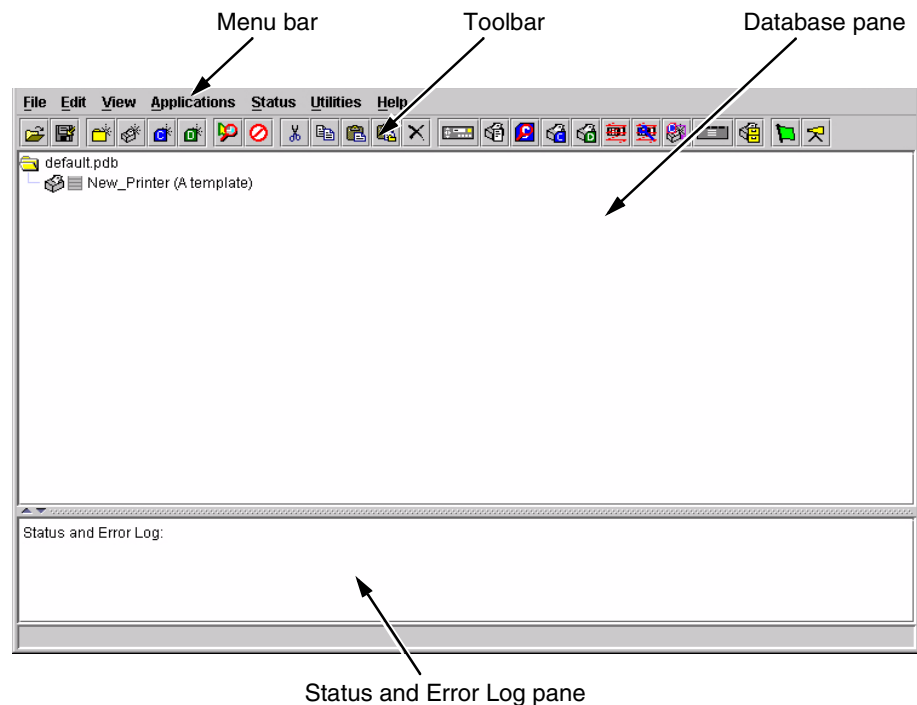 Menu bar Toolbar Database pane
File Edit View Applications Status Utilities Help
default.pdb
New_Printer (A template)
Status and Error Log:
Status and Error Log pane